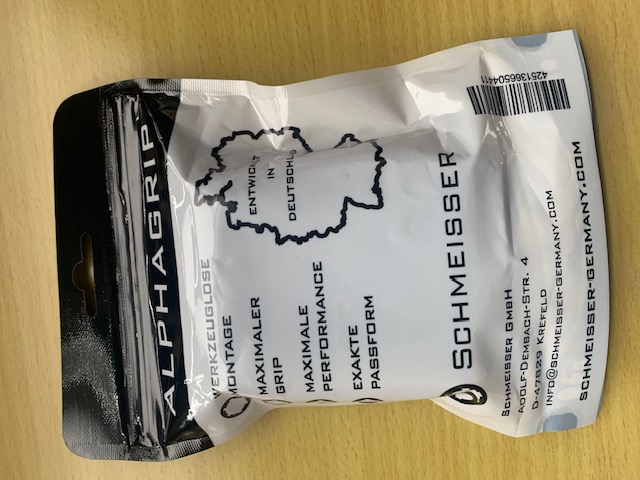 ALPHAGRIP
WERKZEUGLOSE
MONTAGE
MAXIMALER
GRIP
MAXIMALE
PERFORMANCE
EXAKTE
PASSFORM
ENTWICKELT
IN
DEUTSCHLAND
SCHMEISSER
SCHMEISSER GMBH
ADOLF-DEMBACH-STR. 4
D-47829 KREFELD
INFO@SCHMEISSER-GERMANY.COM
SCHMEISSER-GERMANY.COM
4251366504411